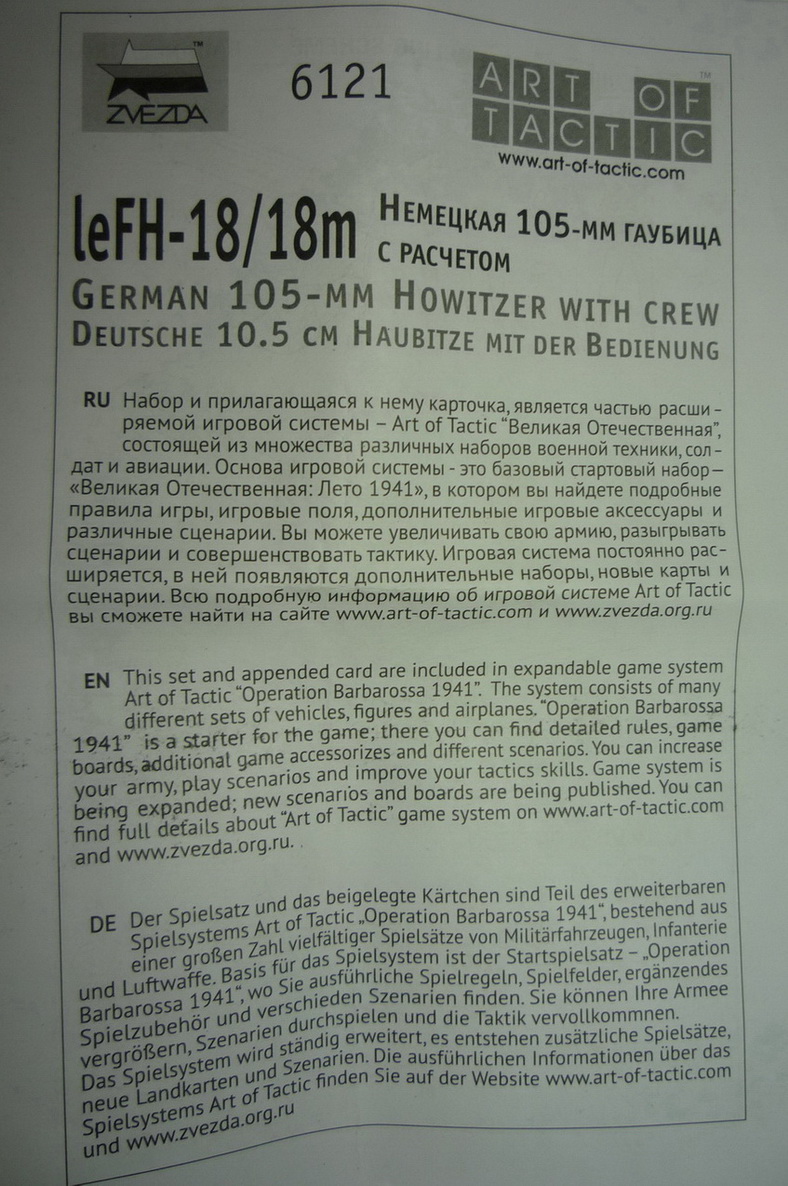 ZVEZDA™
6121
ART OF™
TACTIC
www.art-of-tactic.com
leFH-18/18m
НЕМЕЦКАЯ 105-ММ ГАУБИЦА
С РАСЧЕТОМ
GERMAN 105-MM HOWITZER WITH CREW
DEUTSCHE 10.5 CM HAUBITZE MIT DER BEDIENUNG
RU Набор и прилагающаяся к нему карточка, является частью расши-
ряемой игровой системы – Art of Tactic "Великая Отечественная",
состоящей из множества различных наборов военной техники, сол-
дат и авиации. Основа игровой системы - это базовый стартовый набор–
«Великая Отечественная: Лето 1941», в котором вы найдете подробные
правила игры, игровые поля, дополнительные игровые аксессуары и
различные сценарии. Вы можете увеличивать свою армию, разыгрывать
сценарии и совершенствовать тактику. Игровая система постоянно рас-
ширяется, в ней появляются дополнительные наборы, новые карты и
сценарии. Всю подробную информацию об игровой системе Art of Tactic
вы сможете найти на сайте www.art-of-tactic.com и www.zvezda.org.ru
EN This set and appended card are included in expandable game system
Art of Tactic "Operation Barbarossa 1941". The system consists of many
different sets of vehicles, figures and airplanes. "Operation Barbarossa
1941" is a starter for the game; there you can find detailed rules, game
boards, additional game accessorizes and different scenarios. You can increase
your army, play scenarios and improve your tactics skills. Game system is
being expanded; new scenarios and boards are being published. You can
find full details about "Art of Tactic" game system on www.art-of-tactic.com
and www.zvezda.org.ru.
DE Der Spielsatz und das beigelegte Kärtchen sind Teil des erweiterbaren
Spielsystems Art of Tactic „Operation Barbarossa 1941", bestehend aus
einer großen Zahl vielfältiger Spielsätze von Militärfahrzeugen, Infanterie
und Luftwaffe. Basis für das Spielsystem ist der Startspielsatz – „Operation
Barbarossa 1941", wo Sie ausführliche Spielregeln, Spielfelder, ergänzendes
Spielzubehör und verschieden Szenarien finden. Sie können Ihre Armee
vergrößern, Szenarien durchspielen und die Taktik vervollkommnen.
Das Spielsystem wird ständig erweitert, es entstehen zusätzliche Spielsätze,
neue Landkarten und Szenarien. Die ausführlichen Informationen über das
Spielsystems Art of Tactic finden Sie auf der Website www.art-of-tactic.com
und www.zvezda.org.ru